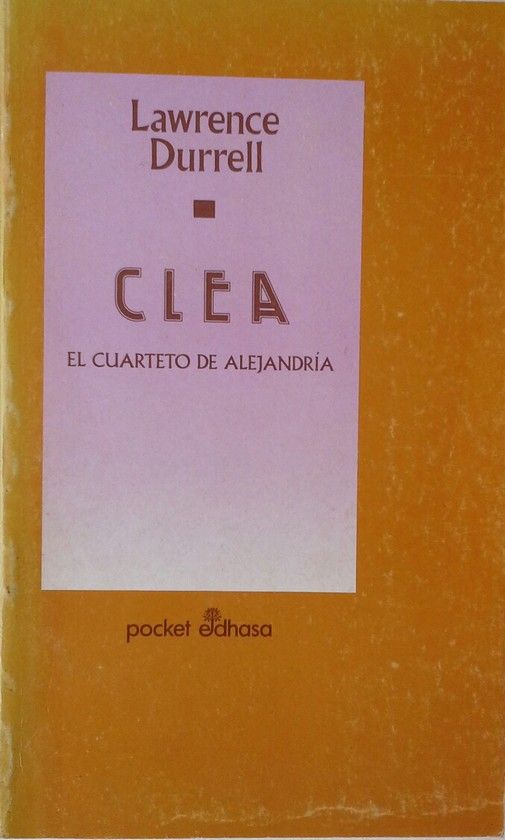 Lawrence
Durrell
CLEA
EL CUARTETO DE ALEJANDRÍA
pocket edhasa